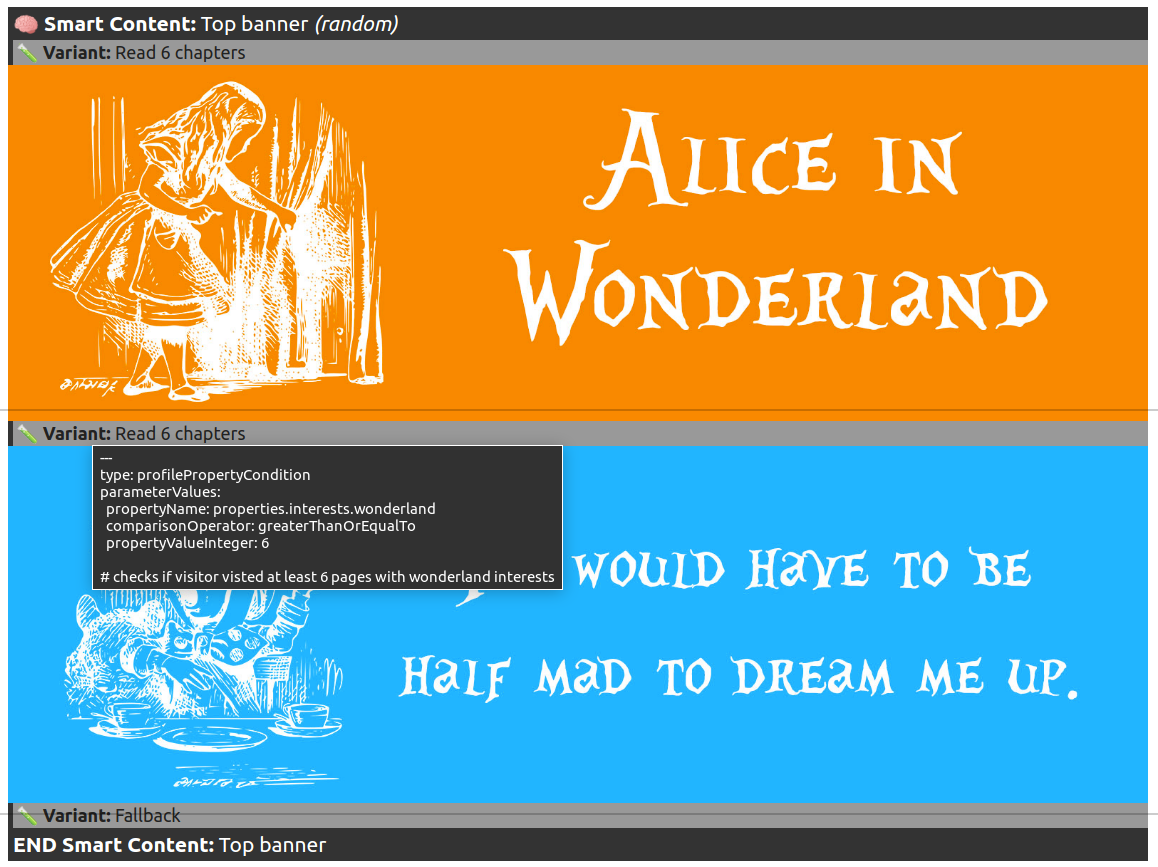 Smart Content: Top banner (random)
Variant: Read 6 chapters
Alice in
Wonderland
Variant: Read 6 chapters
---
type: profilePropertyCondition
parameterValues:
propertyName: properties.interests.wonderland
comparisonOperator: greaterThanOrEqualTo
propertyValueInteger: 6
# checks if visitor visted at least 6 pages with wonderland interests
would have to be
half mad to dream me up.
Variant: Fallback
END Smart Content: Top banner